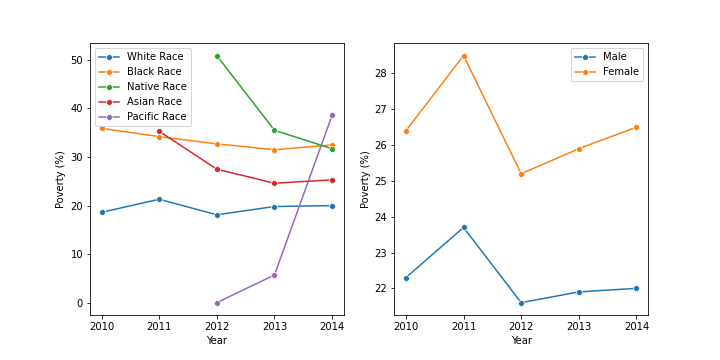 White Race
Black Race
Native Race
Asian Race
Pacific Race
50
40
30
20
10
0
Poverty (%)
2010 2011 2012 2013 2014
Year
Male
Female
28
27
26
25
24
23
22
Poverty (%)
2010 2011 2012 2013 2014
Year